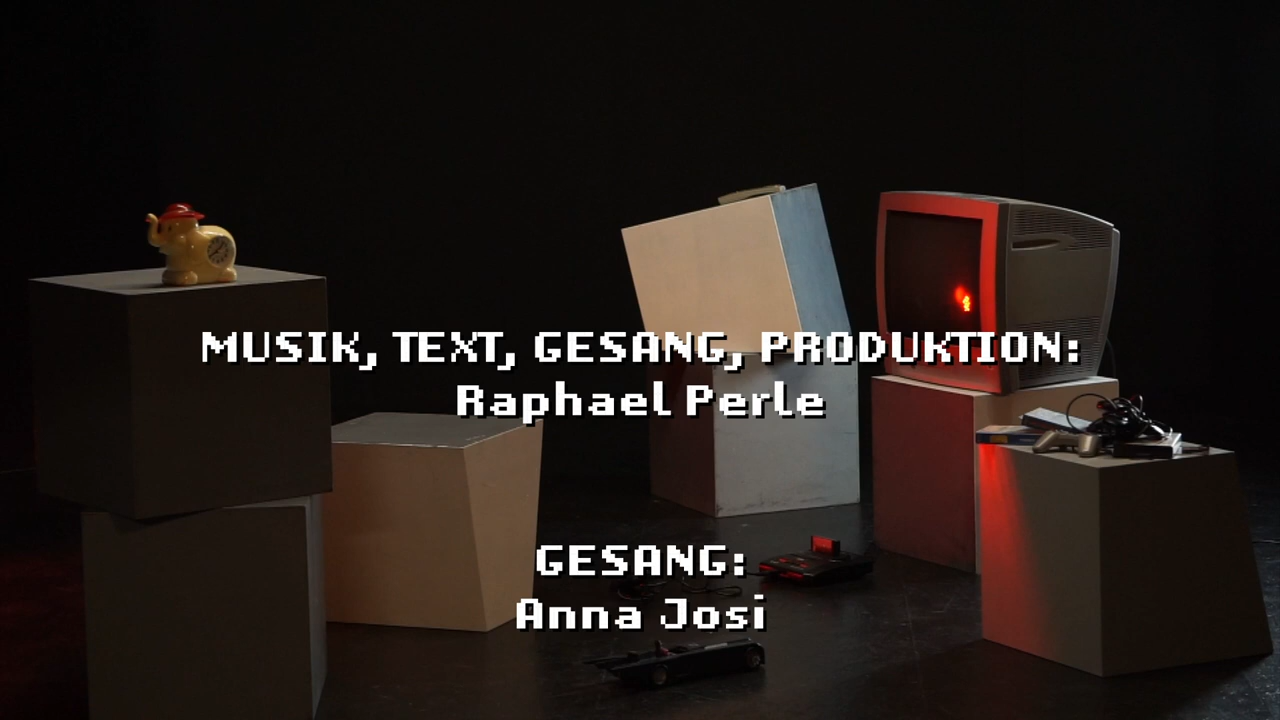 MUSIK, TEXT, GESANG, PRODUKTION:
Raphael Perle
GESANG:
Anna Josi